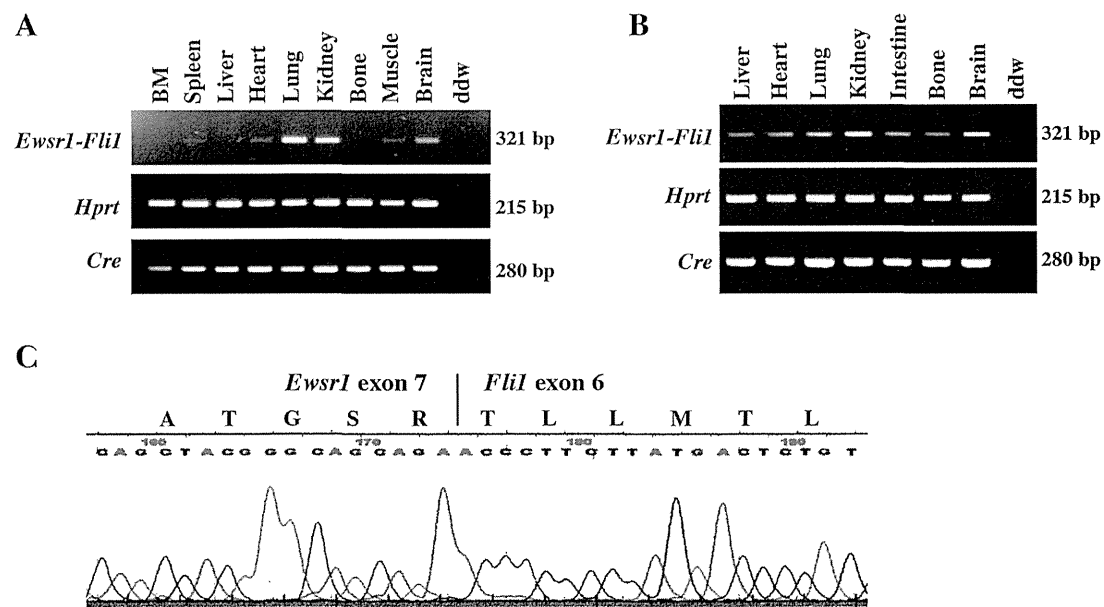 A
BM
Spleen
Liver
Heart
Lung
Kidney
Bone
Muscle
Brain
ddw
Ewsr1-Fli1
321 bp
Hprt
215 bp
Cre
280 bp
B
Liver
Heart
Lung
Kidney
Intestine
Bone
Brain
ddw
Ewsr1-Fli1
321 bp
Hprt
215 bp
Cre
280 bp
C
Ewsr1 exon 7 | Fli1 exon 6
A T G S R T L L M T L
160 170 180 190
C A G C T A C G G G C A G C A G A A C C C T T C T T A T G A C T C T G T